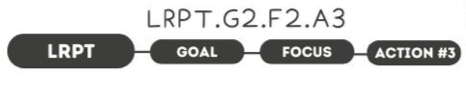 LRPT.G2.F2.A3
LRPT GOAL FOCUS ACTION #3